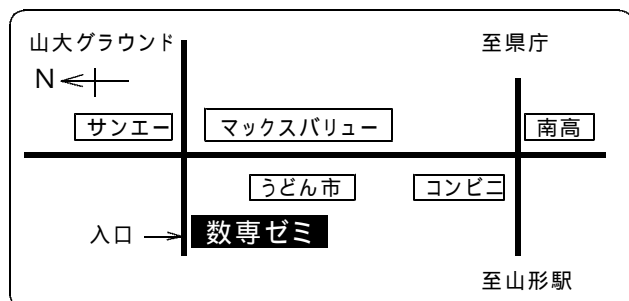 山大グラウンド
至県庁
N
サンエー
マックスバリュー
南高
うどん市
コンビニ
入口
数専ゼミ
至山形駅